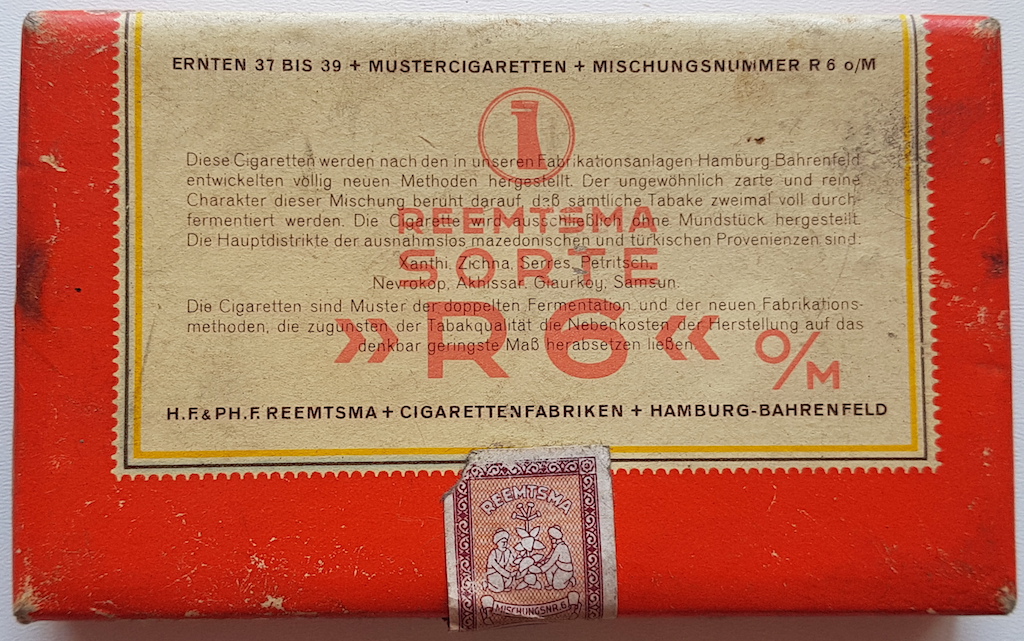 ERNTEN 37 BIS 39 + MUSTERCIGARETTEN + MISCHUNGSNUMMER R 6 o/M
Diese Cigaretten werden nach den in unseren Fabrikationsanlagen Hamburg-Bahrenfeld
entwickelten völlig neuen Methoden hergestellt. Der ungewöhnlich zarte und reine
Charakter dieser Mischung beruht darauf, daß sämtliche Tabake zweimal voll durch-
fermentiert werden. Die Cigarette wird ausschließlich ohne Mundstück hergestellt.
Die Hauptdistrikte der ausnahmslos mazedonischen und türkischen Provenienzen sind:
Xanthi, Zichna, Serres, Petritsch,
Nevrokop, Akhissar, Giaurköy, Samsun.
Die Cigaretten sind Muster der doppelten Fermentation und der neuen Fabrikations-
methoden, die zugunsten der Tabakqualität die Nebenkosten der Herstellung auf das
denkbar geringste Maß herabsetzen ließen.
REEMTSMA
SORTE
»R6«
O/M
H.F. & PH.F. REEMTSMA + CIGARETTENFABRIKEN + HAMBURG-BAHRENFELD
REEMTSMA
MISCHUNGSNR. 6